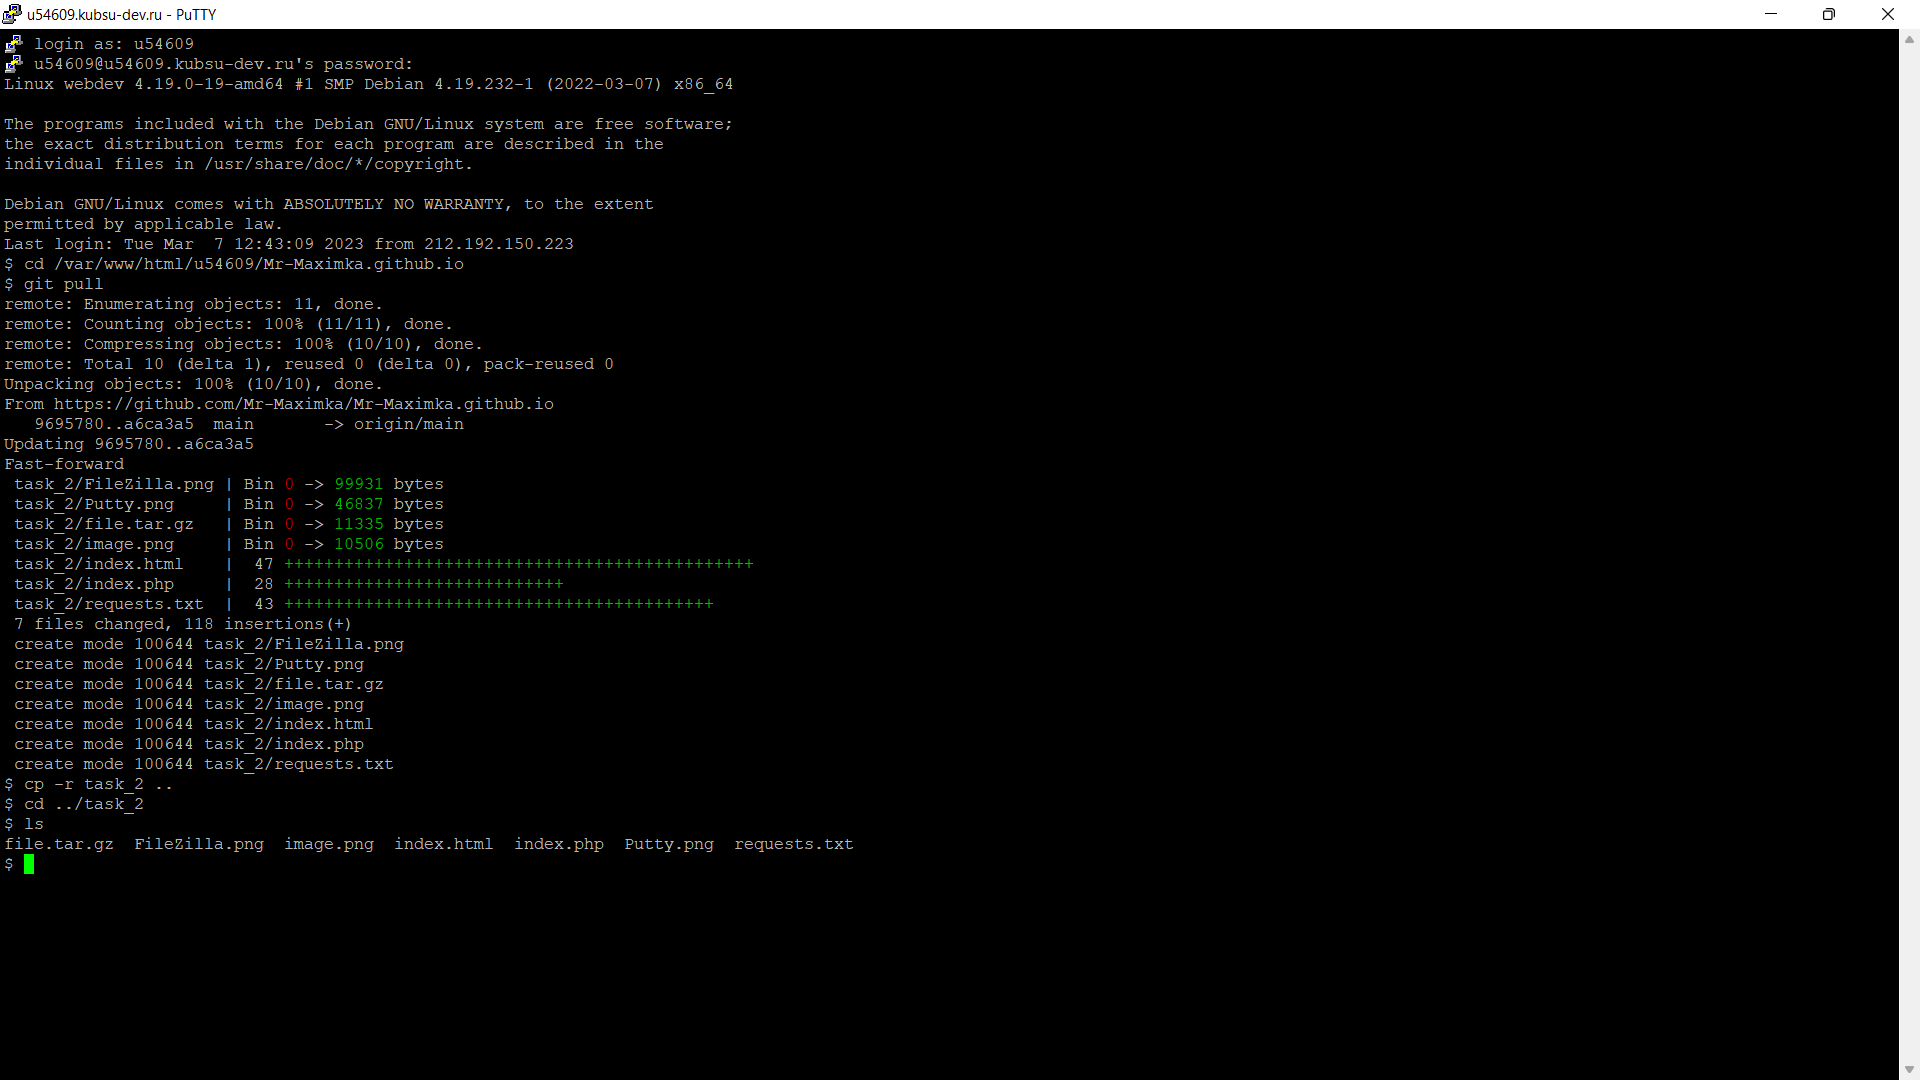 u54609.kubsu-dev.ru - PuTTY
login as: u54609
u54609@u54609.kubsu-dev.ru's password:
Linux webdev 4.19.0-19-amd64 #1 SMP Debian 4.19.232-1 (2022-03-07) x86_64
The programs included with the Debian GNU/Linux system are free software;
the exact distribution terms for each program are described in the
individual files in /usr/share/doc/*/copyright.
Debian GNU/Linux comes with ABSOLUTELY NO WARRANTY, to the extent
permitted by applicable law.
Last login: Tue Mar  7 12:43:09 2023 from 212.192.150.223
$ cd /var/www/html/u54609/Mr-Maximka.github.io
$ git pull
remote: Enumerating objects: 11, done.
remote: Counting objects: 100% (11/11), done.
remote: Compressing objects: 100% (10/10), done.
remote: Total 10 (delta 1), reused 0 (delta 0), pack-reused 0
Unpacking objects: 100% (10/10), done.
From https://github.com/Mr-Maximka/Mr-Maximka.github.io
   9695780..a6ca3a5  main       -> origin/main
Updating 9695780..a6ca3a5
Fast-forward
 task_2/FileZilla.png | Bin 0 -> 99931 bytes
 task_2/Putty.png     | Bin 0 -> 46837 bytes
 task_2/file.tar.gz   | Bin 0 -> 11335 bytes
 task_2/image.png     | Bin 0 -> 10506 bytes
 task_2/index.html    |  47 +++++++++++++++++++++++++++++++++++++++++++++++
 task_2/index.php     |  28 ++++++++++++++++++++++++++++
 task_2/requests.txt  |  43 +++++++++++++++++++++++++++++++++++++++++++
 7 files changed, 118 insertions(+)
 create mode 100644 task_2/FileZilla.png
 create mode 100644 task_2/Putty.png
 create mode 100644 task_2/file.tar.gz
 create mode 100644 task_2/image.png
 create mode 100644 task_2/index.html
 create mode 100644 task_2/index.php
 create mode 100644 task_2/requests.txt
$ cp -r task_2 ..
$ cd ../task_2
$ ls
file.tar.gz  FileZilla.png  image.png  index.html  index.php  Putty.png  requests.txt
$